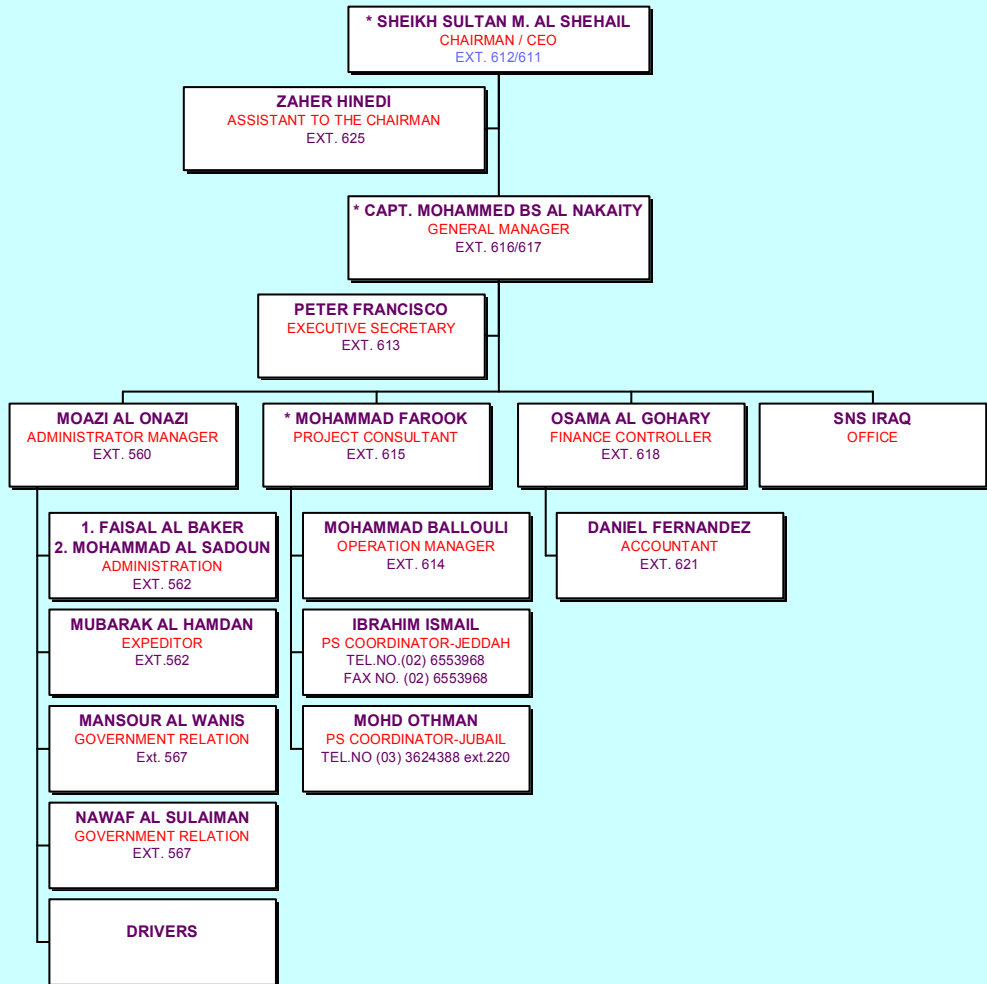 * SHEIKH SULTAN M. AL SHEHAIL
CHAIRMAN / CEO
EXT. 612/611
ZAHER HINEDI
ASSISTANT TO THE CHAIRMAN
EXT. 625
* CAPT. MOHAMMED BS AL NAKAITY
GENERAL MANAGER
EXT. 616/617
PETER FRANCISCO
EXECUTIVE SECRETARY
EXT. 613
MOAZI AL ONAZI
ADMINISTRATOR MANAGER
EXT. 560
* MOHAMMAD FAROOK
PROJECT CONSULTANT
EXT. 615
OSAMA AL GOHARY
FINANCE CONTROLLER
EXT. 618
SNS IRAQ
OFFICE
1. FAISAL AL BAKER
2. MOHAMMAD AL SADOUN
ADMINISTRATION
EXT. 562
MUBARAK AL HAMDAN
EXPEDITOR
EXT.562
MANSOUR AL WANIS
GOVERNMENT RELATION
Ext. 567
NAWAF AL SULAIMAN
GOVERNMENT RELATION
EXT. 567
DRIVERS
MOHAMMAD BALLOULI
OPERATION MANAGER
EXT. 614
IBRAHIM ISMAIL
PS COORDINATOR-JEDDAH
TEL.NO.(02) 6553968
FAX NO. (02) 6553968
MOHD OTHMAN
PS COORDINATOR-JUBAIL
TEL.NO (03) 3624388 ext.220
DANIEL FERNANDEZ
ACCOUNTANT
EXT. 621